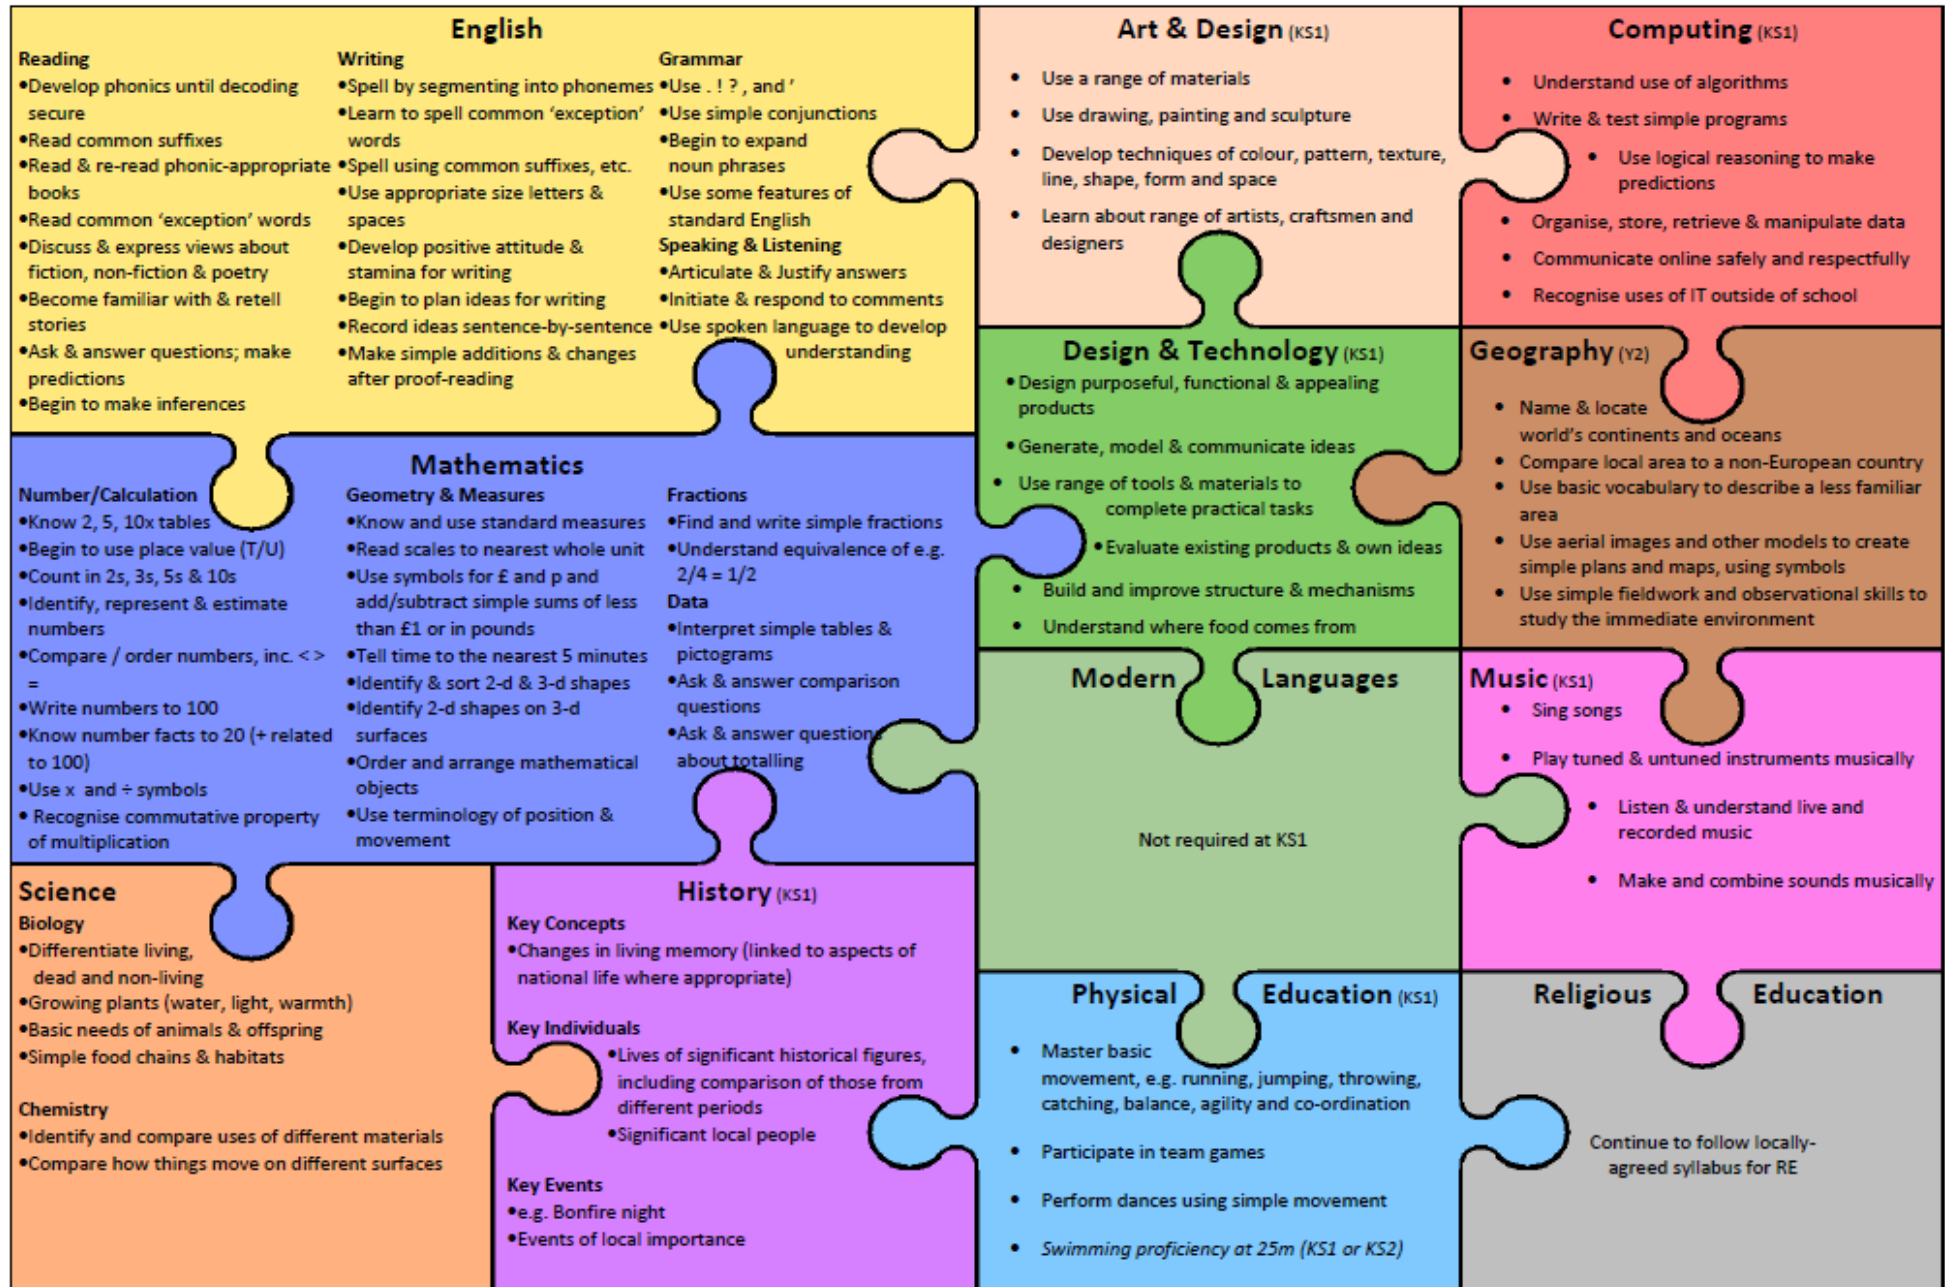 English
Reading
•Develop phonics until decoding
secure
•Read common suffixes
•Read & re-read phonic-appropriate
books
•Read common ‘exception’ words
•Discuss & express views about
fiction, non-fiction & poetry
•Become familiar with & retell
stories
•Ask & answer questions; make
predictions
•Begin to make inferences
Writing
•Spell by segmenting into phonemes
•Learn to spell common ‘exception’
words
•Spell using common suffixes, etc.
•Use appropriate size letters &
spaces
•Develop positive attitude &
stamina for writing
•Begin to plan ideas for writing
•Record ideas sentence-by-sentence
•Make simple additions & changes
after proof-reading
Grammar
•Use . ! ? , and ’
•Use simple conjunctions
•Begin to expand
noun phrases
•Use some features of
standard English
Speaking & Listening
•Articulate & Justify answers
•Initiate & respond to comments
•Use spoken language to develop
understanding
Art & Design (KS1)
• Use a range of materials
• Use drawing, painting and sculpture
• Develop techniques of colour, pattern, texture,
line, shape, form and space
• Learn about range of artists, craftsmen and
designers
Computing (KS1)
• Understand use of algorithms
• Write & test simple programs
• Use logical reasoning to make
predictions
• Organise, store, retrieve & manipulate data
• Communicate online safely and respectfully
• Recognise uses of IT outside of school
Mathematics
Number/Calculation
•Know 2, 5, 10x tables
•Begin to use place value (T/U)
•Count in 2s, 3s, 5s & 10s
•Identify, represent & estimate
numbers
•Compare / order numbers, inc. < >
=
•Write numbers to 100
•Know number facts to 20 (+ related
to 100)
•Use x and ÷ symbols
• Recognise commutative property
of multiplication
Geometry & Measures
•Know and use standard measures
•Read scales to nearest whole unit
•Use symbols for £ and p and
add/subtract simple sums of less
than £1 or in pounds
•Tell time to the nearest 5 minutes
•Identify & sort 2-d & 3-d shapes
•Identify 2-d shapes on 3-d
surfaces
•Order and arrange mathematical
objects
•Use terminology of position &
movement
Fractions
•Find and write simple fractions
•Understand equivalence of e.g.
2/4 = 1/2
Data
•Interpret simple tables &
pictograms
•Ask & answer comparison
questions
•Ask & answer questions
about totalling
Design & Technology (KS1)
•Design purposeful, functional & appealing
products
•Generate, model & communicate ideas
• Use range of tools & materials to
complete practical tasks
•Evaluate existing products & own ideas
• Build and improve structure & mechanisms
• Understand where food comes from
Geography (Y2)
• Name & locate
world’s continents and oceans
• Compare local area to a non-European country
• Use basic vocabulary to describe a less familiar
area
• Use aerial images and other models to create
simple plans and maps, using symbols
• Use simple fieldwork and observational skills to
study the immediate environment
Modern Languages
Not required at KS1
Music (KS1)
• Sing songs
• Play tuned & untuned instruments musically
• Listen & understand live and
recorded music
• Make and combine sounds musically
Science
Biology
•Differentiate living,
dead and non-living
•Growing plants (water, light, warmth)
•Basic needs of animals & offspring
•Simple food chains & habitats
Chemistry
•Identify and compare uses of different materials
•Compare how things move on different surfaces
History (KS1)
Key Concepts
•Changes in living memory (linked to aspects of
national life where appropriate)
Key Individuals
•Lives of significant historical figures,
including comparison of those from
different periods
•Significant local people
Key Events
•e.g. Bonfire night
•Events of local importance
Physical Education (KS1)
• Master basic
movement, e.g. running, jumping, throwing,
catching, balance, agility and co-ordination
• Participate in team games
• Perform dances using simple movement
• Swimming proficiency at 25m (KS1 or KS2)
Religious Education
Continue to follow locally-
agreed syllabus for RE